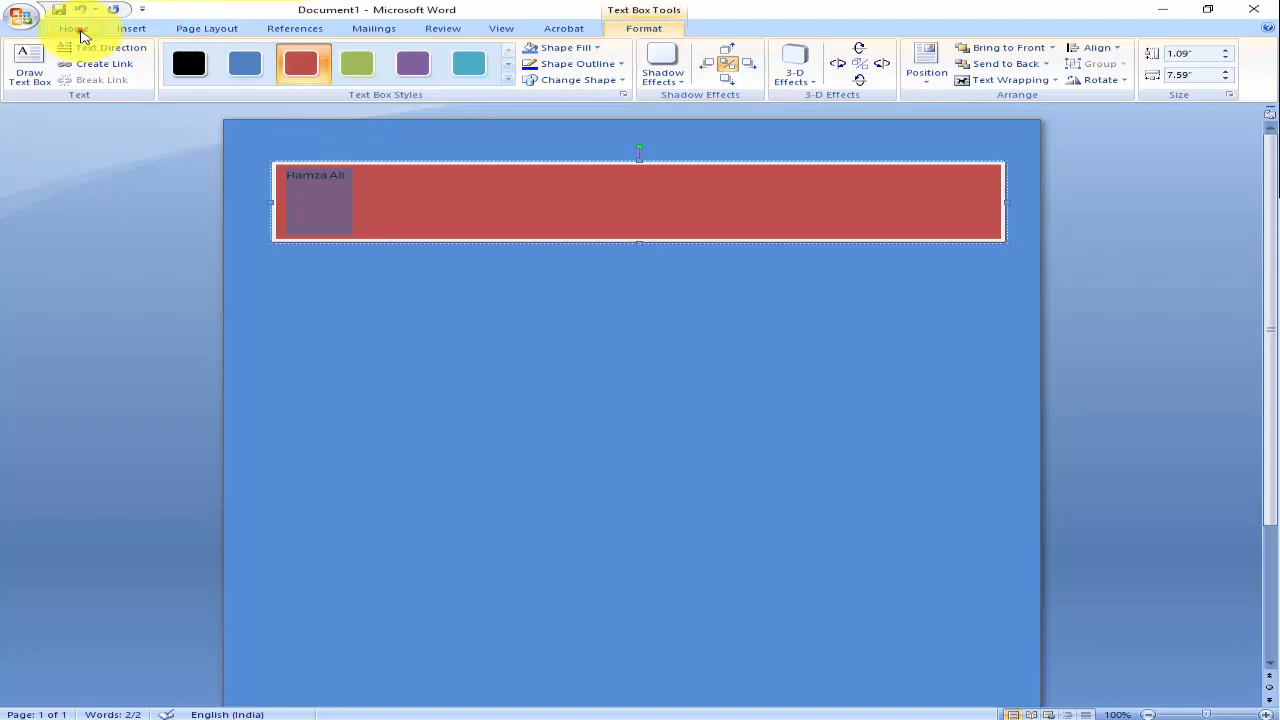 Document1 - Microsoft Word
Text Box Tools
Home
Insert
Page Layout
References
Mailings
Review
View
Acrobat
Format
Draw
Text Box
Text Direction
Create Link
Break Link
Text
Shape Fill
Shape Outline
Change Shape
Text Box Styles
Shadow
Effects
Shadow Effects
3-D
Effects
3-D Effects
Position
Bring to Front
Send to Back
Text Wrapping
Align
Group
Rotate
Arrange
1.09"
7.59"
Size
Hamza Ali
Page: 1 of 1
Words: 2/2
English (India)
100%